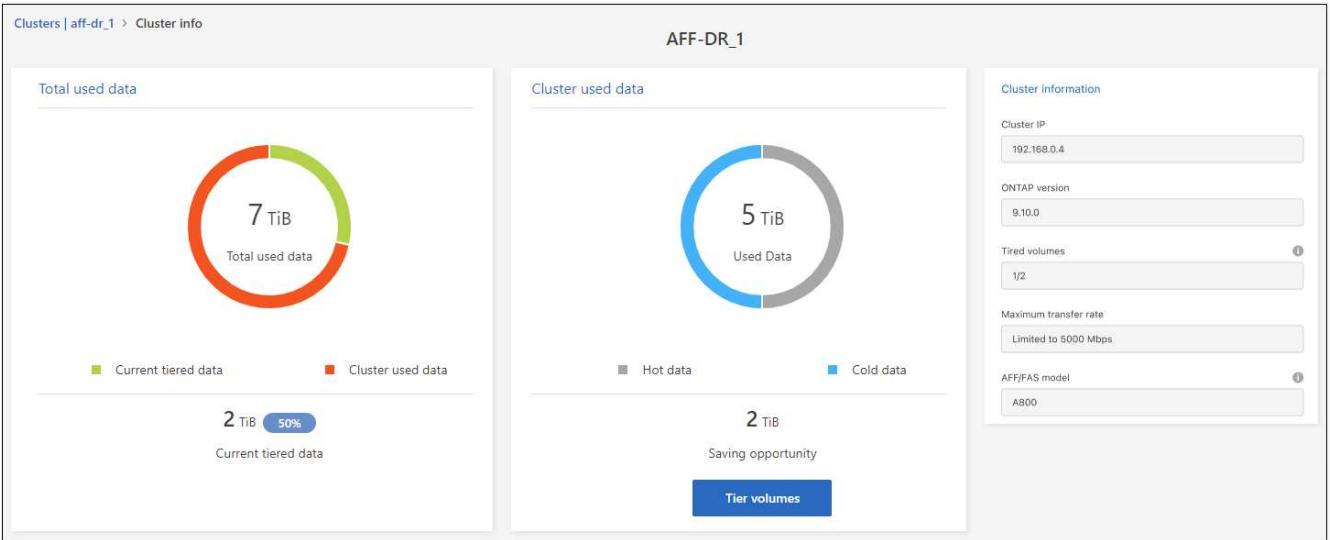 Clusters | aff-dr_1 > Cluster info
AFF-DR_1
Total used data
7 TiB
Total used data
Current tiered data
Cluster used data
2 TiB 50%
Current tiered data
Cluster used data
5 TiB
Used Data
Hot data
Cold data
2 TiB
Saving opportunity
Tier volumes
Cluster information
Cluster IP
192.168.0.4
ONTAP version
9.10.0
Tired volumes
1/2
Maximum transfer rate
Limited to 5000 Mbps
AFF/FAS model
A800